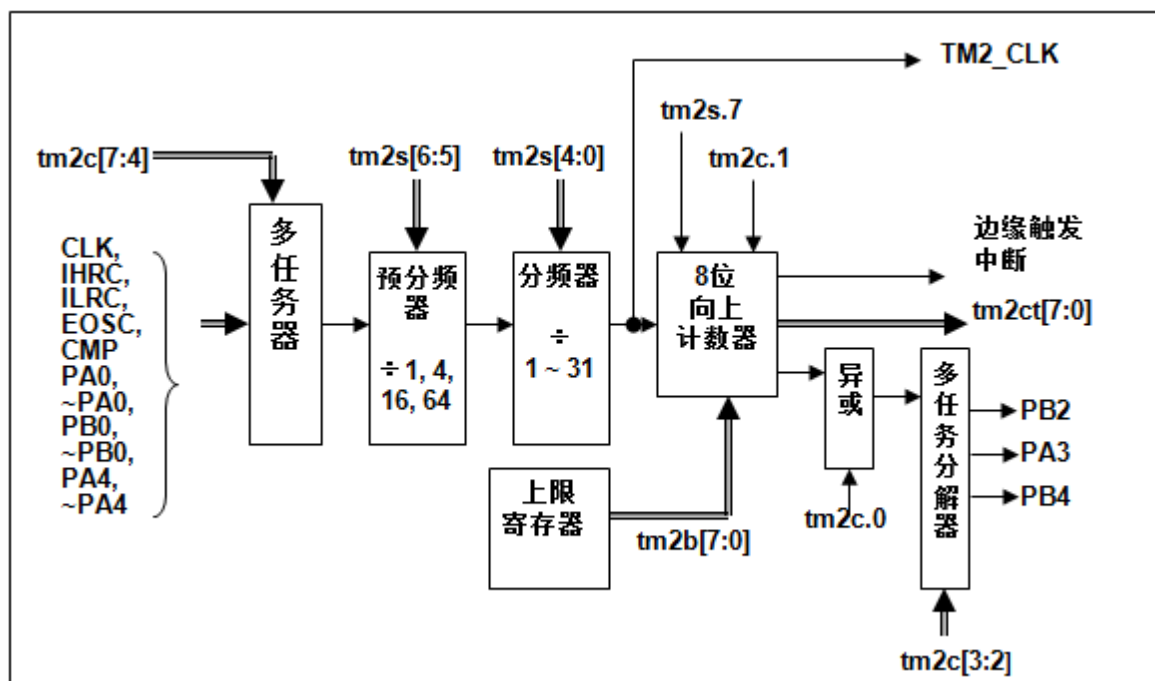 TM2_CLK
tm2s.7
tm2c[7:4]
tm2s[6:5]
tm2s[4:0]
tm2c.1
CLK,
IHRC,
ILRC,
EOSC,
CMP
PA0,
~PA0,
PB0,
~PB0,
PA4,
~PA4
多
任
务
器
预分频
器
÷1, 4,
16, 64
分频器
÷
1 ~ 31
8位
向上
计数器
边缘触发
中断
tm2ct[7:0]
异
或
多
任
务
分
解
器
PB2
PA3
PB4
上限
寄存器
tm2b[7:0]
tm2c.0
tm2c[3:2]